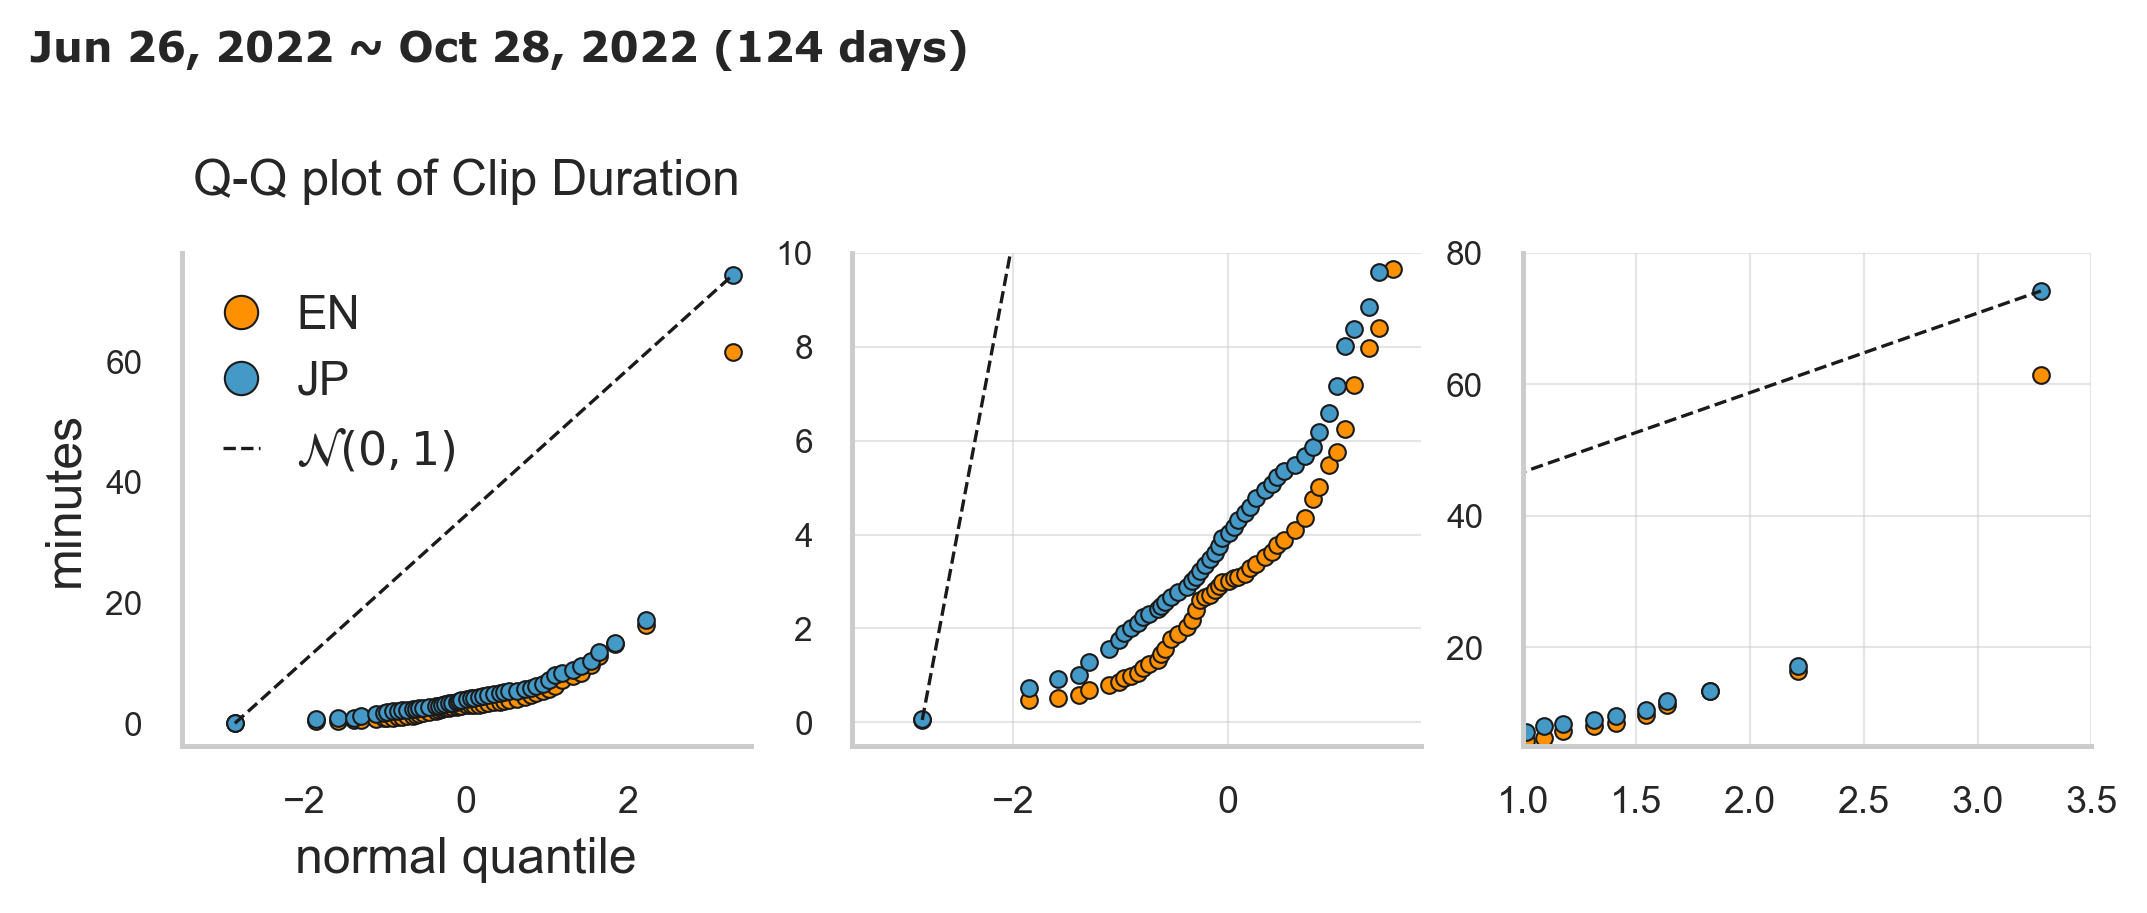 Jun 26, 2022 ~ Oct 28, 2022 (124 days)
Q-Q plot of Clip Duration
EN
JP
𝒩(0, 1)
minutes
60
40
20
0
−2 0 2
normal quantile
10
8
6
4
2
0
−2 0
80
60
40
20
1.0 1.5 2.0 2.5 3.0 3.5